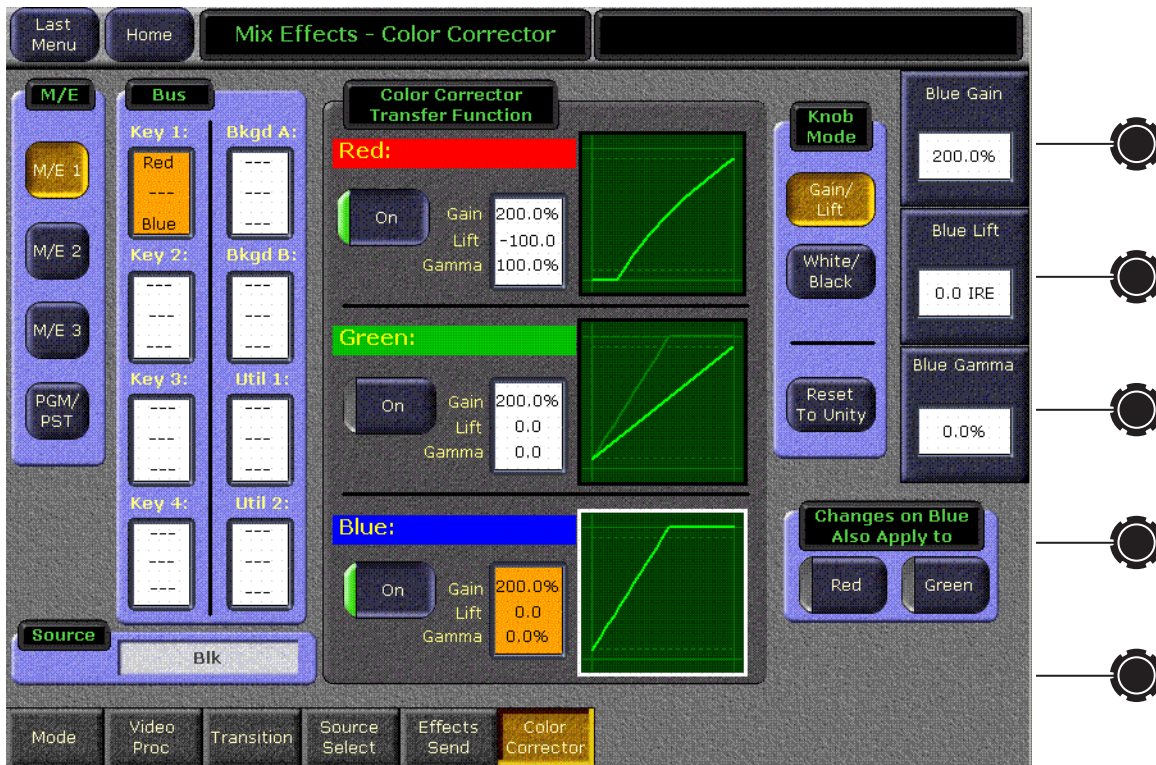 Last
Menu
Home
Mix Effects - Color Corrector
M/E
M/E 1
M/E 2
M/E 3
PGM/
PST
Bus
Key 1:
Red
---
Blue
Bkgd A:
---
---
---
Key 2:
---
---
---
Bkgd B:
---
---
---
Key 3:
---
---
---
Util 1:
---
---
---
Key 4:
---
---
---
Util 2:
---
---
---
Source
Blk
Color Corrector
Transfer Function
Red:
On
Gain 200.0%
Lift -100.0
Gamma 100.0%
Green:
On
Gain 200.0%
Lift 0.0
Gamma 0.0
Blue:
On
Gain 200.0%
Lift 0.0
Gamma 0.0%
Knob
Mode
Gain/
Lift
White/
Black
Reset
To Unity
Blue Gain
200.0%
Blue Lift
0.0 IRE
Blue Gamma
0.0%
Changes on Blue
Also Apply to
Red
Green
Mode
Video
Proc
Transition
Source
Select
Effects
Send
Color
Corrector